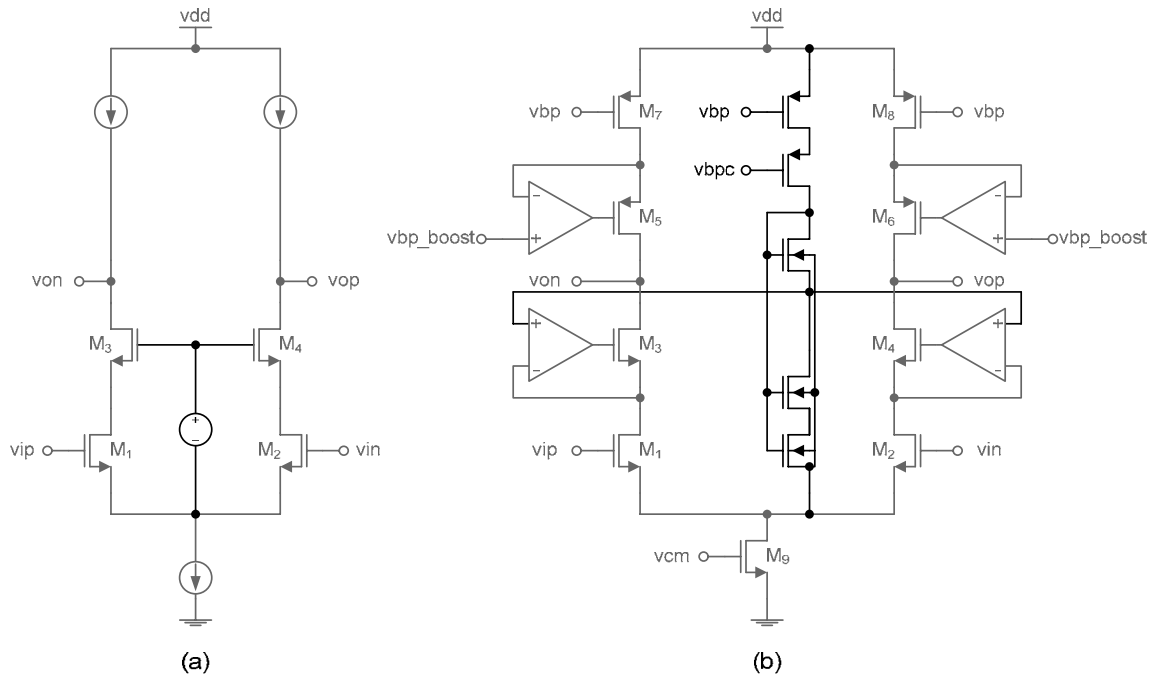 vdd
von
vop
M3
M4
+
-
vip
M1
M2
vin
(a)
vdd
vbp
M7
vbp
M8
vbp
vbpc
-
+
M5
M6
-
+
vbp_boost
vbp_boost
von
vop
+
-
M3
M4
+
-
vip
M1
M2
vin
vcm
M9
(b)